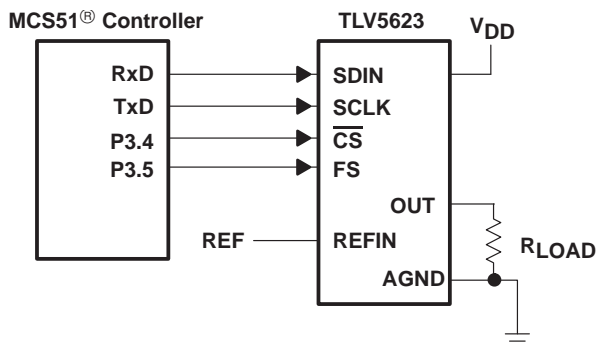 MCS51® Controller
TLV5623
VDD
RxD
SDIN
TxD
SCLK
P3.4
CS
P3.5
FS
OUT
REF
REFIN
RLOAD
AGND